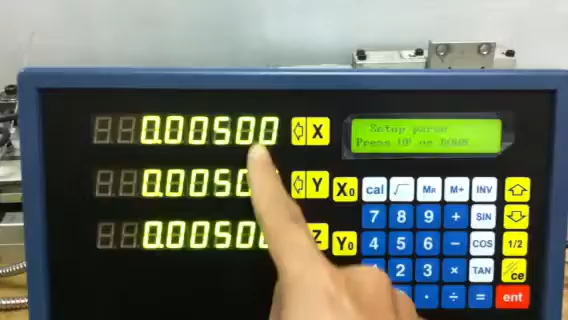 0.00500 X
Setup param
Press UP or DOWN
0.0050 Y X0 cal √ MR M+ INV
7 8 9 + SIN
0.0050 Z Y0 4 5 6 − COS 1/2
2 3 × TAN /ce
· ÷ = ent